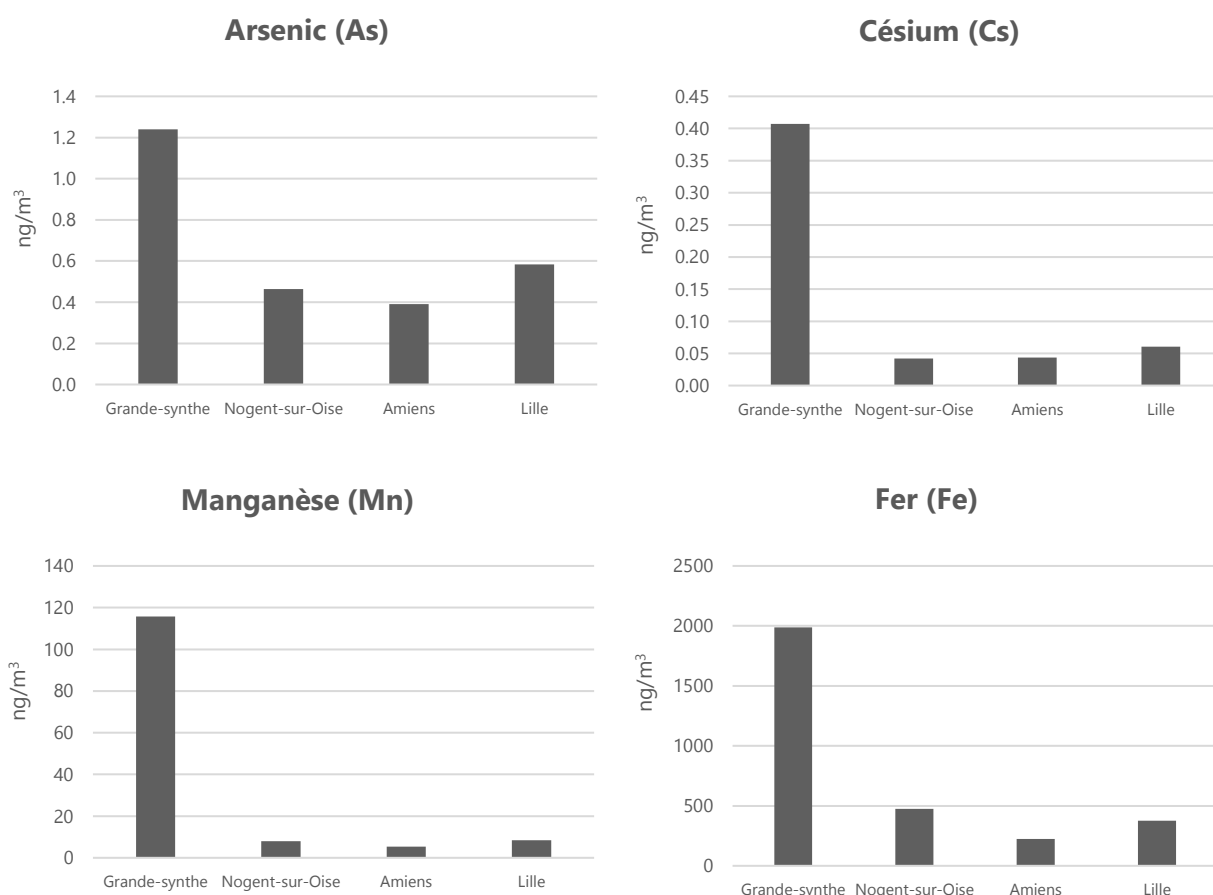 Arsenic (As)
1.4
1.2
1.0
0.8
0.6
0.4
0.2
0.0
ng/m³
Grande-synthe Nogent-sur-Oise Amiens Lille
Césium (Cs)
0.45
0.40
0.35
0.30
0.25
0.20
0.15
0.10
0.05
0.00
ng/m³
Grande-synthe Nogent-sur-Oise Amiens Lille
Manganèse (Mn)
140
120
100
80
60
40
20
0
ng/m³
Grande-synthe Nogent-sur-Oise Amiens Lille
Fer (Fe)
2500
2000
1500
1000
500
0
ng/m³
Grande-synthe Nogent-sur-Oise Amiens Lille